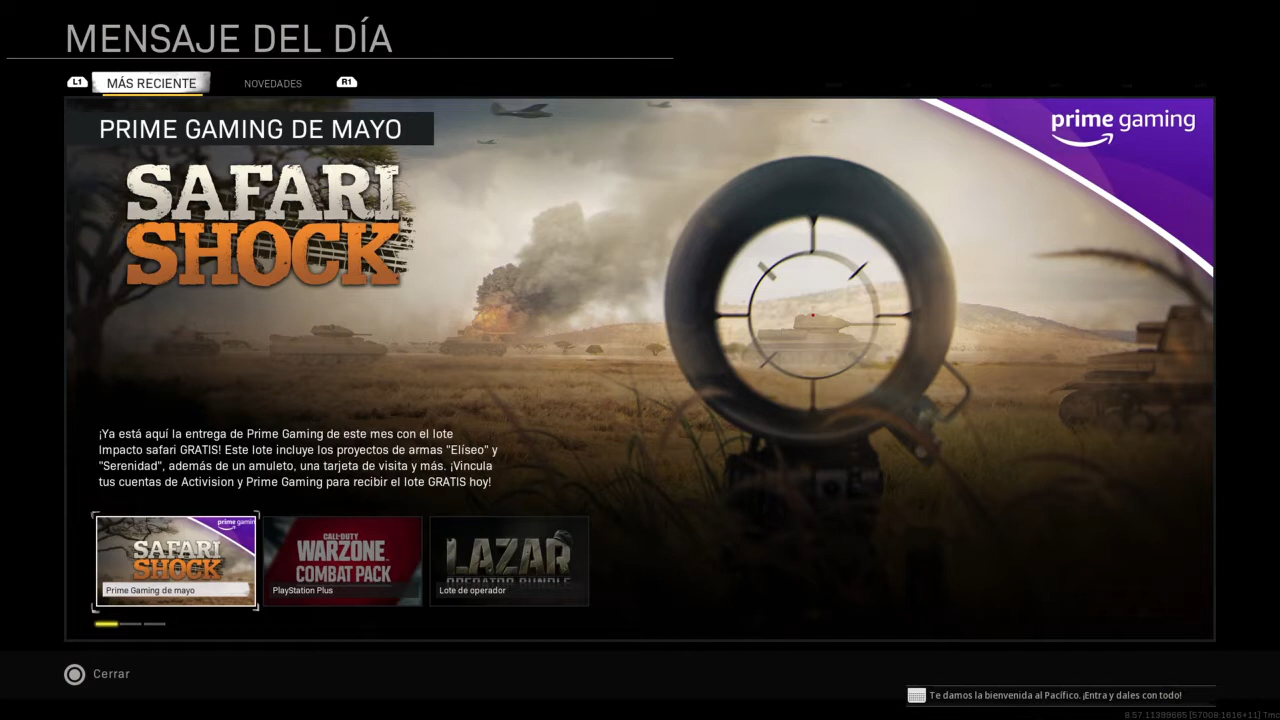 MENSAJE DEL DÍA
L1 MÁS RECIENTE NOVEDADES R1
PRIME GAMING DE MAYO
prime gaming
SAFARI
SHOCK
¡Ya está aquí la entrega de Prime Gaming de este mes con el lote
Impacto safari GRATIS! Este lote incluye los proyectos de armas "Elíseo" y
"Serenidad", además de un amuleto, una tarjeta de visita y más. ¡Vincula
tus cuentas de Activision y Prime Gaming para recibir el lote GRATIS hoy!
prime gamin
SAFARI
SHOCK
Prime Gaming de mayo
CALL OF DUTY
WARZONE
COMBAT PACK
PlayStation Plus
LAZAR
OPERATOR BUNDLE
Lote de operador
Cerrar
Te damos la bienvenida al Pacífico. ¡Entra y dales con todo!